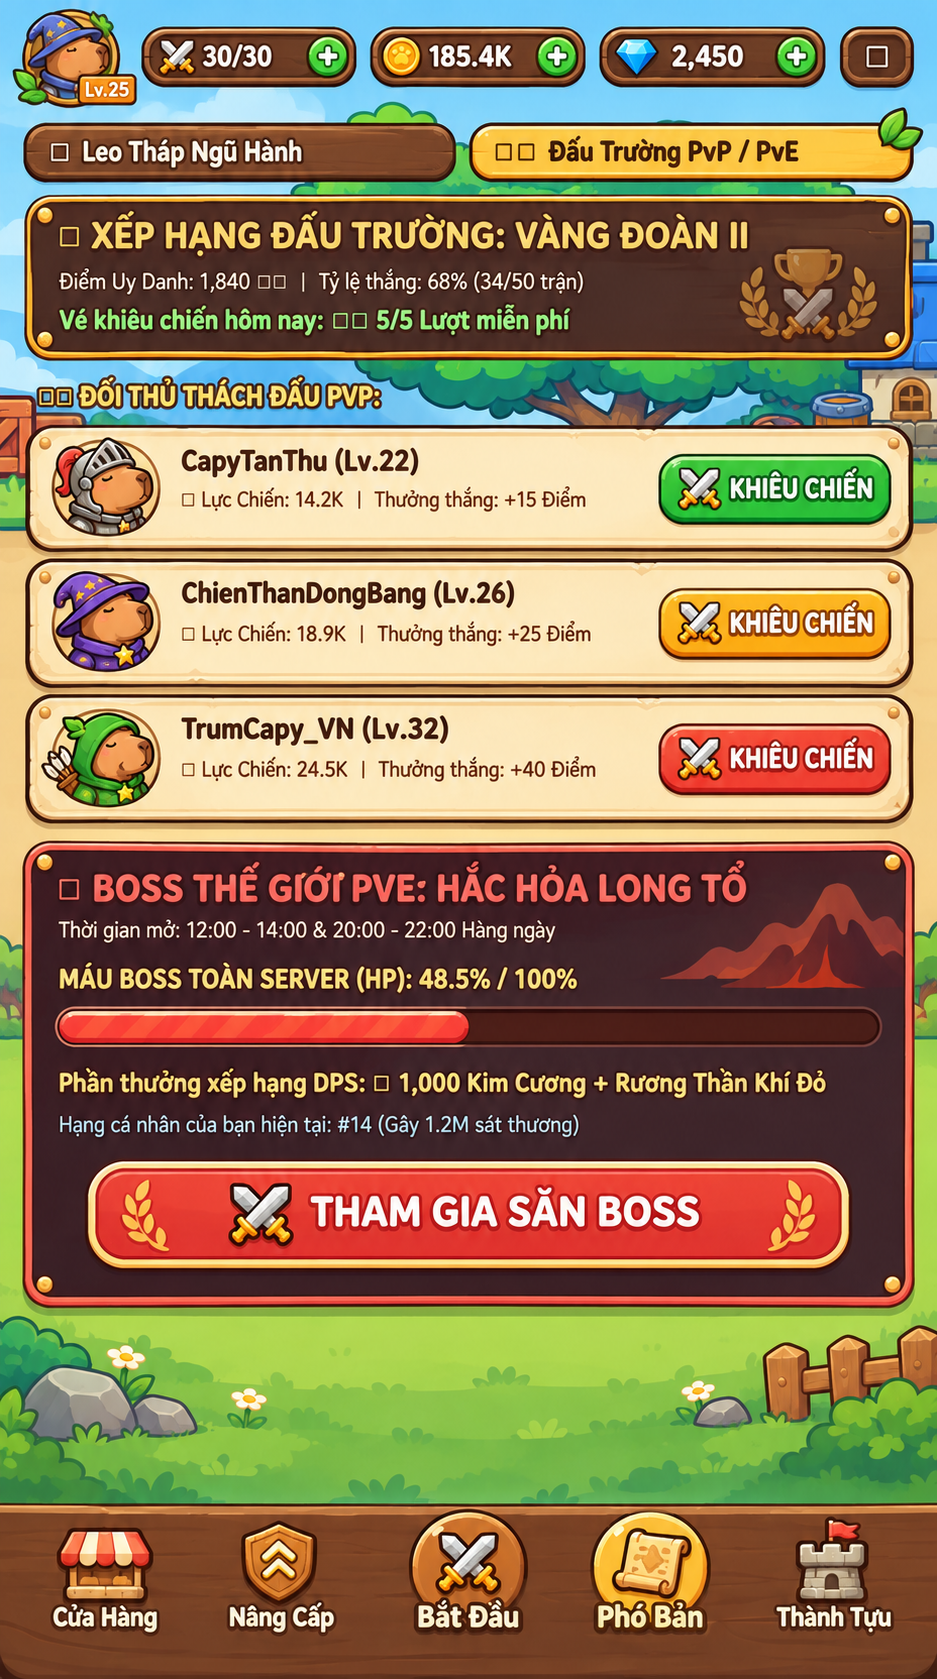 Lv.25
30/30
185.4K
2,450
Leo Tháp Ngũ Hành
Đấu Trường PvP / PvE
XẾP HẠNG ĐẤU TRƯỜNG: VÀNG ĐOÀN II
Điểm Uy Danh: 1,840 □□ | Tỷ lệ thắng: 68% (34/50 trận)
Vé khiêu chiến hôm nay: □□ 5/5 Lượt miễn phí
□□ ĐỐI THỦ THÁCH ĐẤU PVP:
CapyTanThu (Lv.22)
□ Lực Chiến: 14.2K | Thưởng thắng: +15 Điểm
KHIÊU CHIẾN
ChienThanDongBang (Lv.26)
□ Lực Chiến: 18.9K | Thưởng thắng: +25 Điểm
KHIÊU CHIẾN
TrumCapy_VN (Lv.32)
□ Lực Chiến: 24.5K | Thưởng thắng: +40 Điểm
KHIÊU CHIẾN
□ BOSS THẾ GIỚI PVE: HẮC HỎA LONG TỔ
Thời gian mở: 12:00 - 14:00 & 20:00 - 22:00 Hàng ngày
MÁU BOSS TOÀN SERVER (HP): 48.5% / 100%
Phần thưởng xếp hạng DPS: □ 1,000 Kim Cương + Rương Thần Khí Đỏ
Hạng cá nhân của bạn hiện tại: #14 (Gây 1.2M sát thương)
THAM GIA SĂN BOSS
Cửa Hàng
Nâng Cấp
Bắt Đầu
Phó Bản
Thành Tựu